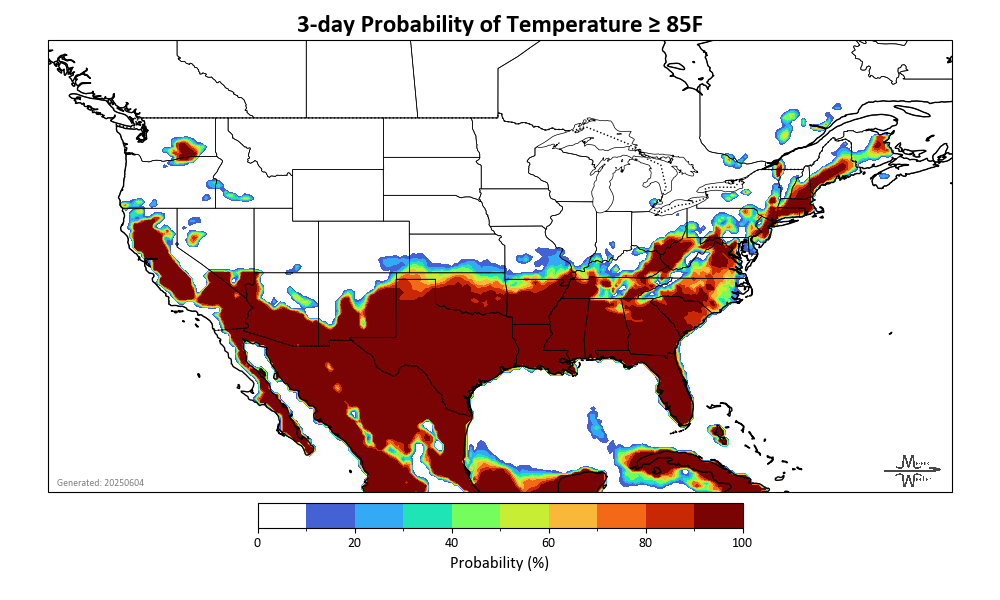 3-day Probability of Temperature ≥ 85F
Generated: 20250604
0 20 40 60 80 100
Probability (%)